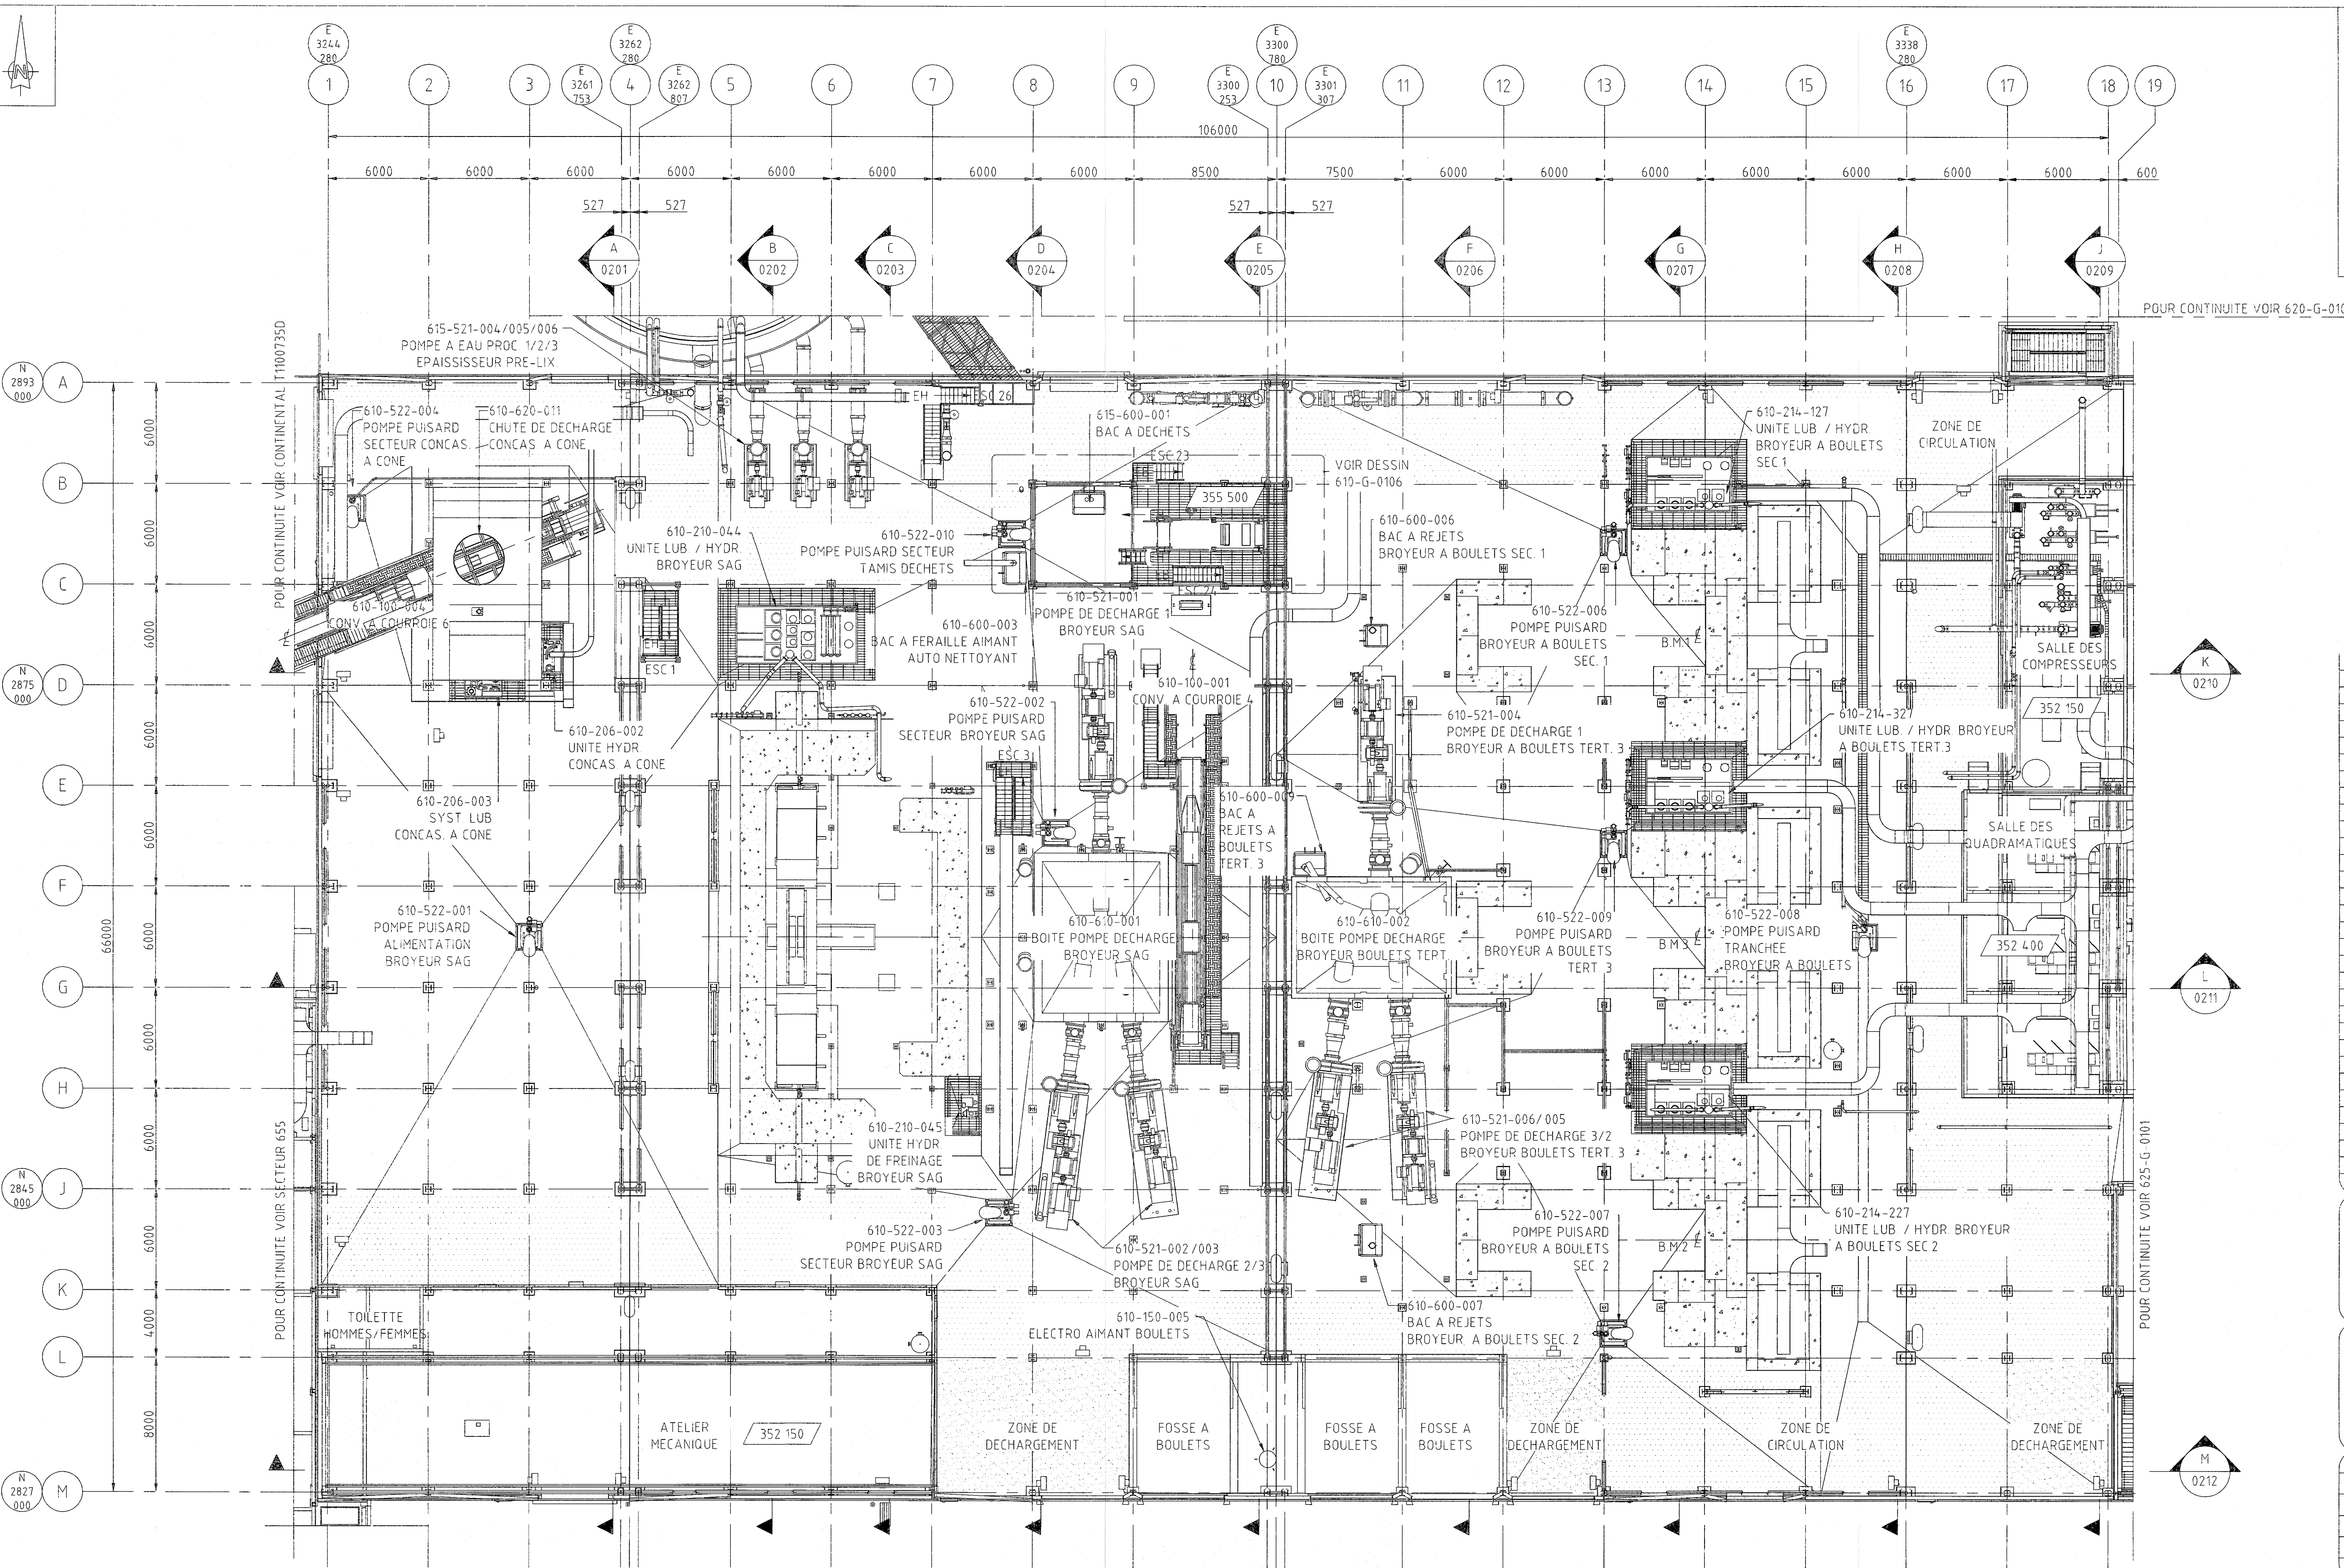 N
E
3244
280
E
3262
280
E
3300
780
E
3338
280
1
2
3
E
3261
753
4
E
3262
807
5
6
7
8
9
E
3300
253
10
E
3301
307
11
12
13
14
15
16
17
18
19
106000
6000
6000
6000
6000
6000
6000
6000
6000
8500
7500
6000
6000
6000
6000
6000
6000
6000
600
527
527
527
527
A
0201
B
0202
C
0203
D
0204
E
0205
F
0206
G
0207
H
0208
J
0209
POUR CONTINUITE VOIR 620-G-010
POUR CONTINUITE VOIR CONTINENTAL T1100735D
POUR CONTINUITE VOIR SECTEUR 655
POUR CONTINUITE VOIR 625-G-0101
N
2893
000
A
B
C
N
2875
000
D
E
F
G
H
N
2845
000
J
K
L
N
2827
000
M
66000
6000
6000
6000
6000
6000
6000
6000
6000
6000
4000
8000
615-521-004/005/006
POMPE A EAU PROC. 1/2/3
EPAISSISSEUR PRE-LIX.
610-522-004
POMPE PUISARD
SECTEUR CONCAS.
A CONE
610-620-011
CHUTE DE DECHARGE
CONCAS. A CONE
EH
ESC 26
615-600-001
BAC A DECHETS
ESC.23
355 500
VOIR DESSIN
610-G-0106
610-214-127
UNITE LUB. / HYDR.
BROYEUR A BOULETS
SEC.1
ZONE DE
CIRCULATION
610-210-044
UNITE LUB. / HYDR.
BROYEUR SAG
610-522-010
POMPE PUISARD SECTEUR
TAMIS DECHETS
610-600-006
BAC A REJETS
BROYEUR A BOULETS SEC. 1
610-100-004
CONV. A COURROIE 6
EH
ESC.1
610-600-003
BAC A FERAILLE AIMANT
AUTO NETTOYANT
ESC.24
610-521-001
POMPE DE DECHARGE 1
BROYEUR SAG
610-522-006
POMPE PUISARD
BROYEUR A BOULETS
SEC. 1
B.M.1
SALLE DES
COMPRESSEURS
352 150
K
0210
610-206-002
UNITE HYDR.
CONCAS. A CONE
610-522-002
POMPE PUISARD
SECTEUR BROYEUR SAG
ESC 3
610-100-001
CONV. A COURROIE 4
610-521-004
POMPE DE DECHARGE 1
BROYEUR A BOULETS TERT. 3
610-214-327
UNITE LUB. / HYDR. BROYEUR
A BOULETS TERT.3
610-206-003
SYST. LUB
CONCAS. A CONE
610-600-009
BAC A
REJETS A
BOULETS
TERT. 3
SALLE DES
QUADRAMATIQUES
610-522-001
POMPE PUISARD
ALIMENTATION
BROYEUR SAG
610-610-001
BOITE POMPE DECHARGE
BROYEUR SAG
610-610-002
BOITE POMPE DECHARGE
BROYEUR BOULETS TERT
610-522-009
POMPE PUISARD
BROYEUR A BOULETS
TERT. 3
B.M.3
610-522-008
POMPE PUISARD
TRANCHEE
BROYEUR A BOULETS
352 400
L
0211
610-210-045
UNITE HYDR.
DE FREINAGE
BROYEUR SAG
610-521-006/005
POMPE DE DECHARGE 3/2
BROYEUR BOULETS TERT. 3
610-522-003
POMPE PUISARD
SECTEUR BROYEUR SAG
610-521-002/003
POMPE DE DECHARGE 2/3
BROYEUR SAG
610-522-007
POMPE PUISARD
BROYEUR A BOULETS
SEC. 2
B.M.2
610-214-227
UNITE LUB. / HYDR. BROYEUR
A BOULETS SEC.2
TOILETTE
HOMMES/FEMMES
610-150-005
ELECTRO AIMANT BOULETS
610-600-007
BAC A REJETS
BROYEUR A BOULETS SEC. 2
ATELIER
MECANIQUE
352 150
ZONE DE
DECHARGEMENT
FOSSE A
BOULETS
FOSSE A
BOULETS
FOSSE A
BOULETS
ZONE DE
DECHARGEMENT
ZONE DE
CIRCULATION
ZONE DE
DECHARGEMENT
M
0212